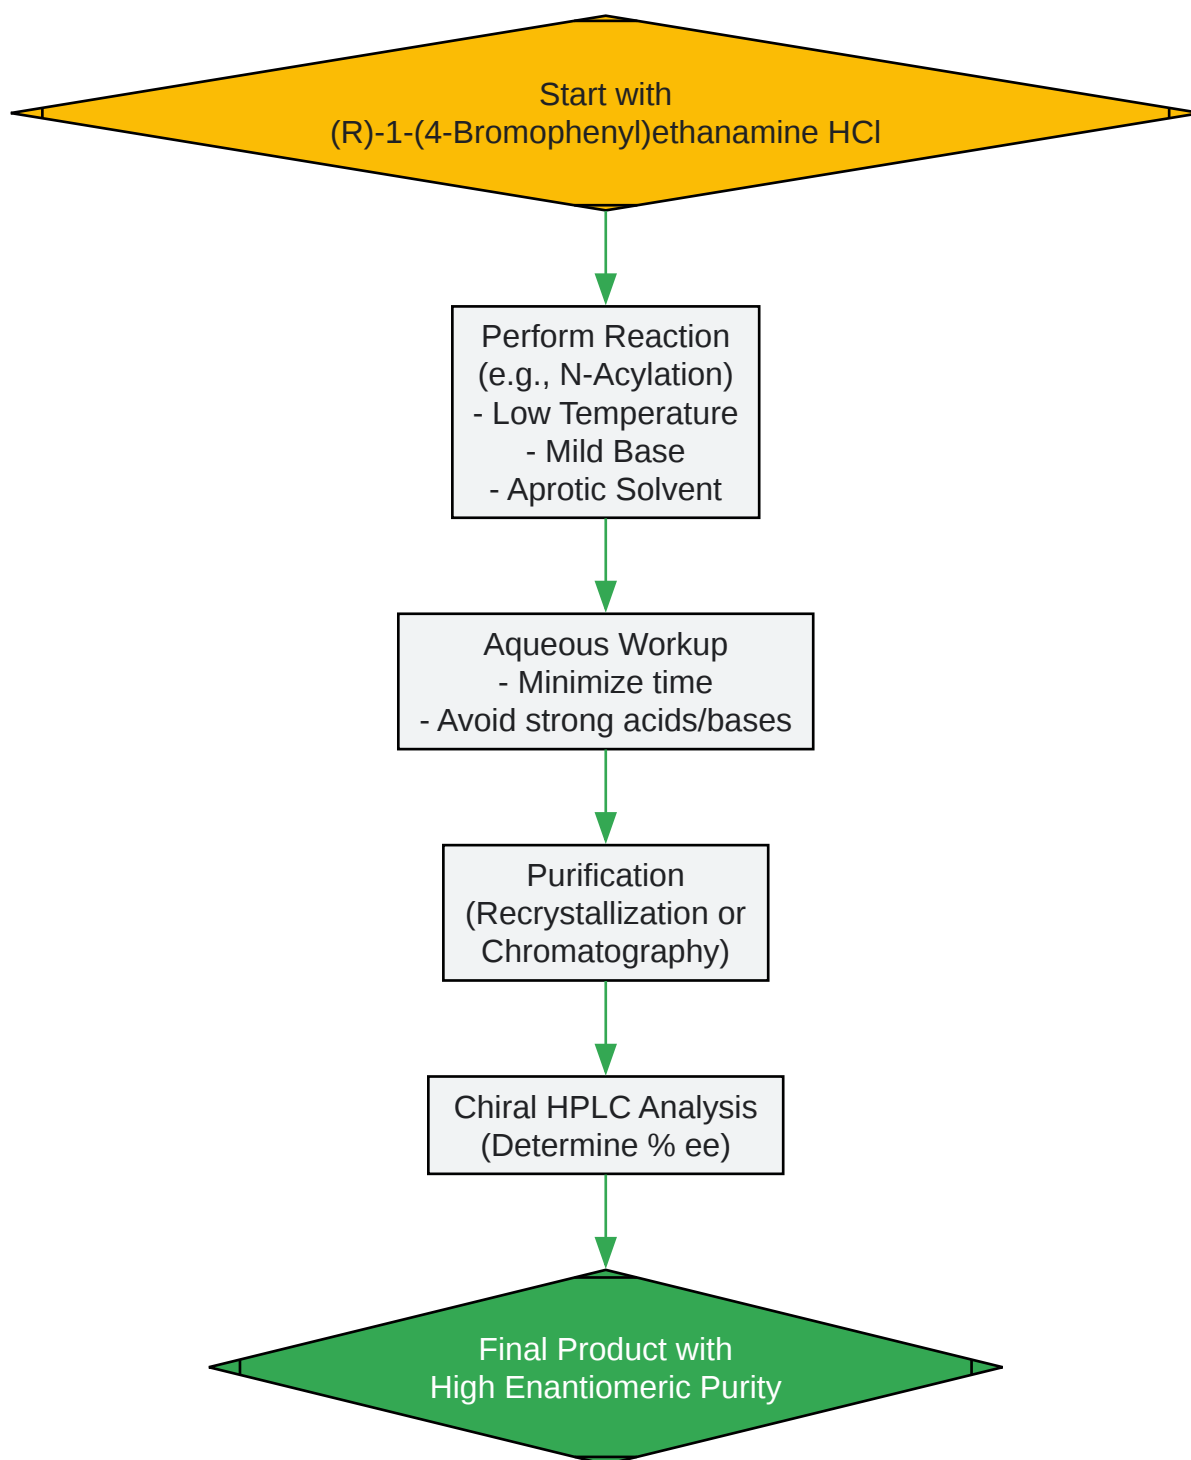 Start with
(R)-1-(4-Bromophenyl)ethanamine HCl
Perform Reaction
(e.g., N-Acylation)
- Low Temperature
- Mild Base
- Aprotic Solvent
Aqueous Workup
- Minimize time
- Avoid strong acids/bases
Purification
(Recrystallization or
Chromatography)
Chiral HPLC Analysis
(Determine % ee)
Final Product with
High Enantiomeric Purity